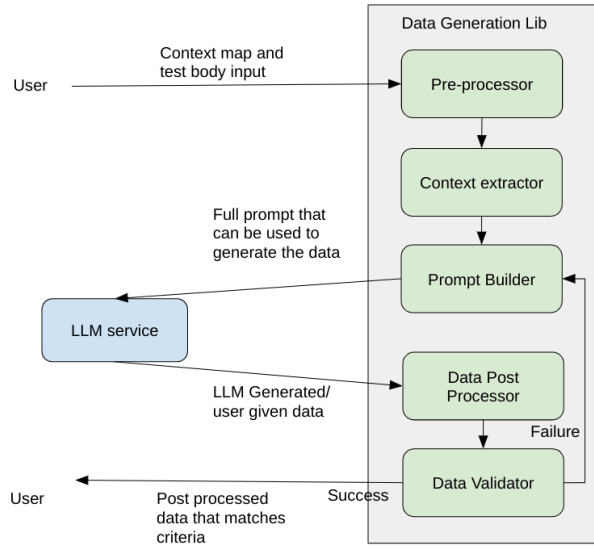 Data Generation Lib
Context map and
test body input
User
Pre-processor
Context extractor
Full prompt that
can be used to
generate the data
Prompt Builder
LLM service
Data Post
Processor
LLM Generated/
user given data
Failure
Data Validator
Success
User
Post processed
data that matches
criteria